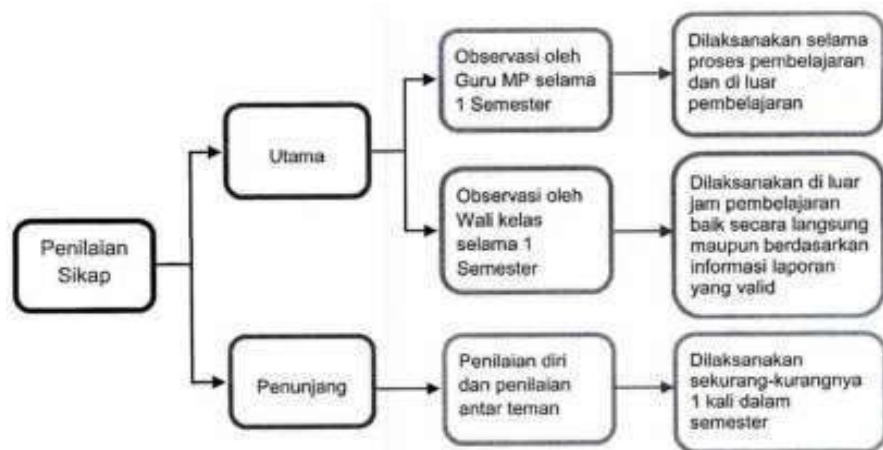 Penilaian
Sikap
Utama
Observasi oleh
Guru MP selama
1 Semester
Dilaksanakan selama
proses pembelajaran
dan di luar
pembelajaran
Observasi oleh
Wali kelas
selama 1
Semester
Dilaksanakan di luar
jam pembelajaran
baik secara langsung
maupun berdasarkan
informasi laporan
yang valid
Penunjang
Penilaian diri
dan penilaian
antar teman
Dilaksanakan
sekurang-kurangnya
1 kali dalam
semester